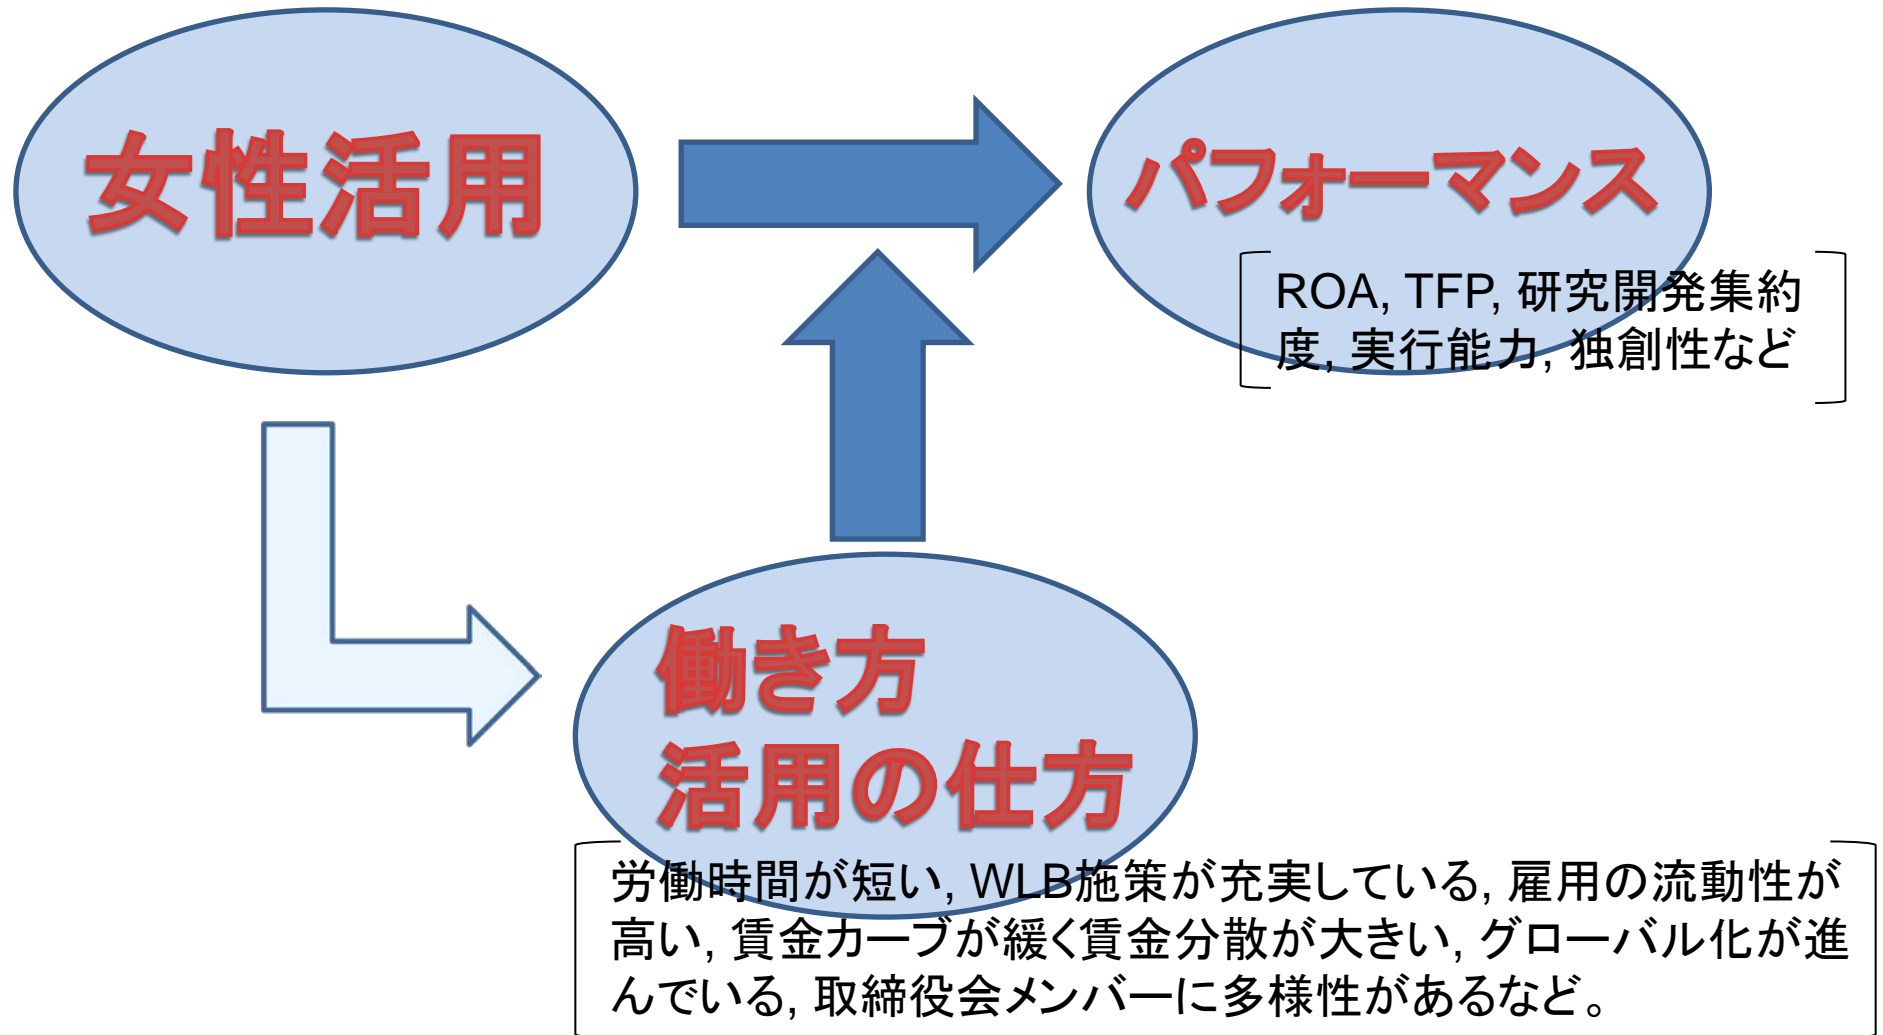 女性活用
パフォーマンス
ROA, TFP, 研究開発集約
度, 実行能力, 独創性など
働き方
活用の仕方
労働時間が短い, WLB施策が充実している, 雇用の流動性が
高い, 賃金カーブが緩く賃金分散が大きい, グローバル化が進
んでいる, 取締役会メンバーに多様性があるなど。